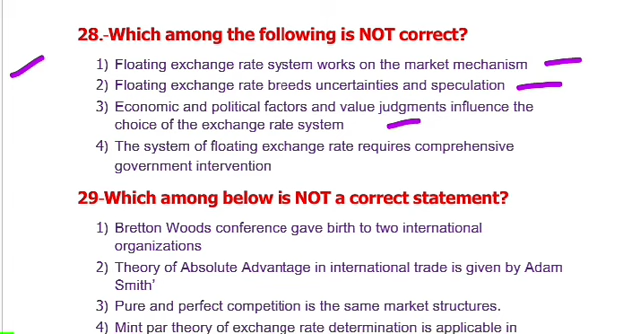 28.-Which among the following is NOT correct?
1) Floating exchange rate system works on the market mechanism
2) Floating exchange rate breeds uncertainties and speculation
3) Economic and political factors and value judgments influence the
choice of the exchange rate system
4) The system of floating exchange rate requires comprehensive
government intervention
29-Which among below is NOT a correct statement?
1) Bretton Woods conference gave birth to two international
organizations
2) Theory of Absolute Advantage in international trade is given by Adam
Smith'
3) Pure and perfect competition is the same market structures.
4) Mint par theory of exchange rate determination is applicable in